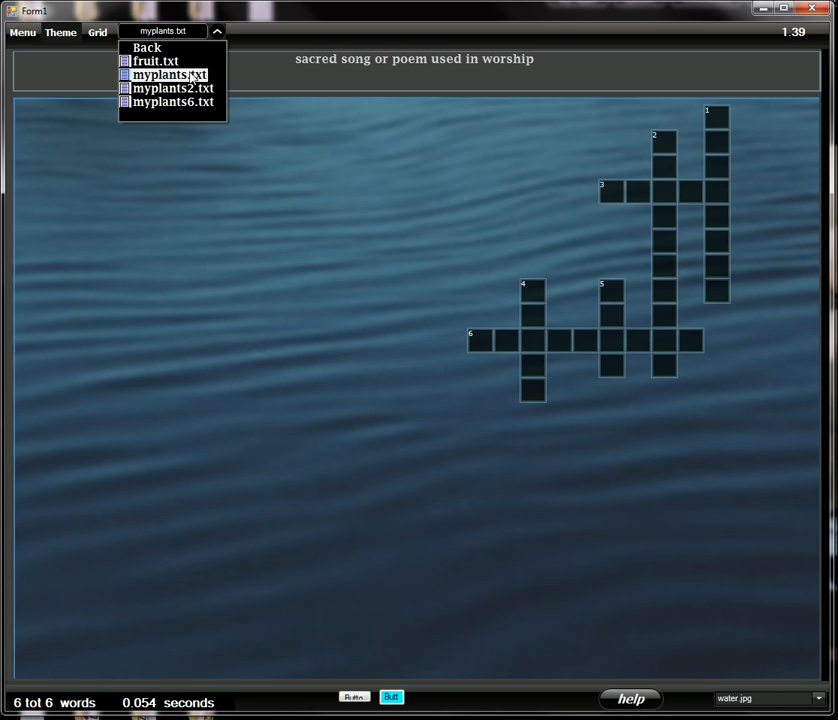 Form1
Menu Theme Grid myplants.txt 1.39
Back
fruit.txt
myplants.txt
myplants2.txt
myplants6.txt
sacred song or poem used in worship
1
2
3
4 5
6
6 tot 6 words 0.054 seconds Butto Butt help water.jpg